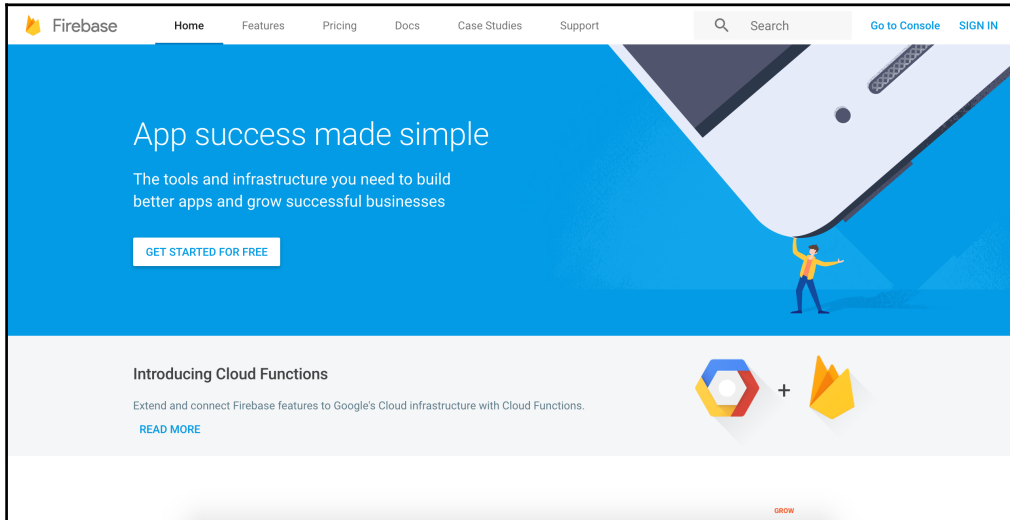 Firebase Home Features Pricing Docs Case Studies Support Search Go to Console SIGN IN
App success made simple
The tools and infrastructure you need to build
better apps and grow successful businesses
GET STARTED FOR FREE
Introducing Cloud Functions
+
Extend and connect Firebase features to Google's Cloud infrastructure with Cloud Functions.
READ MORE
GROW